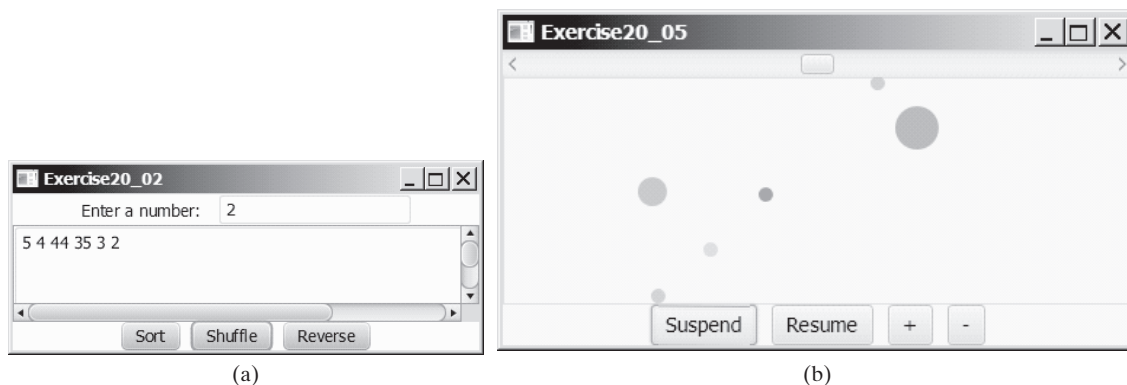 Exercise20_02
Enter a number: 2
5 4 44 35 3 2
Sort Shuffle Reverse
(a)
Exercise20_05
Suspend Resume + -
(b)